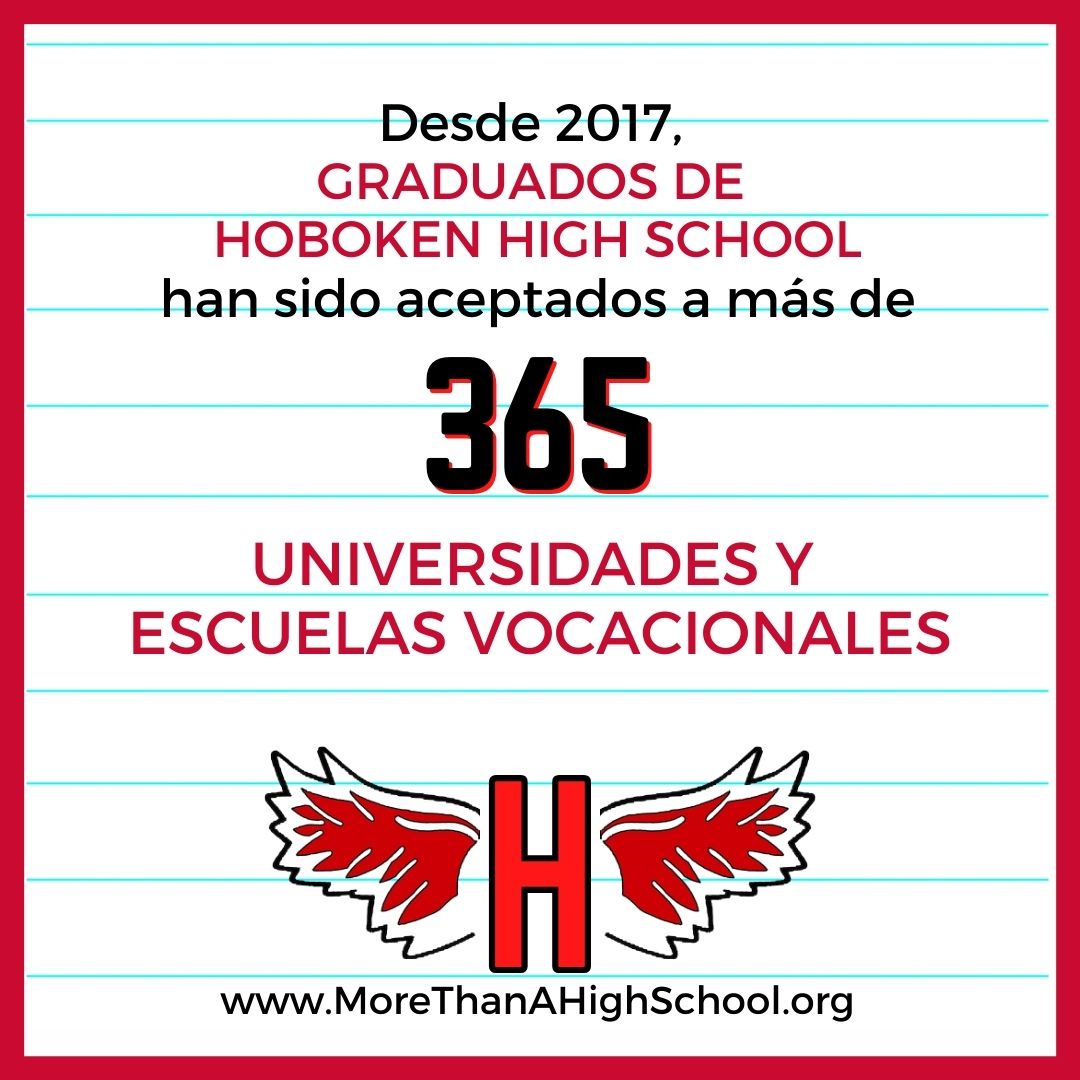 Desde 2017,
GRADUADOS DE
HOBOKEN HIGH SCHOOL
han sido aceptados a más de
365
UNIVERSIDADES Y
ESCUELAS VOCACIONALES
H
www.MoreThanAHighSchool.org